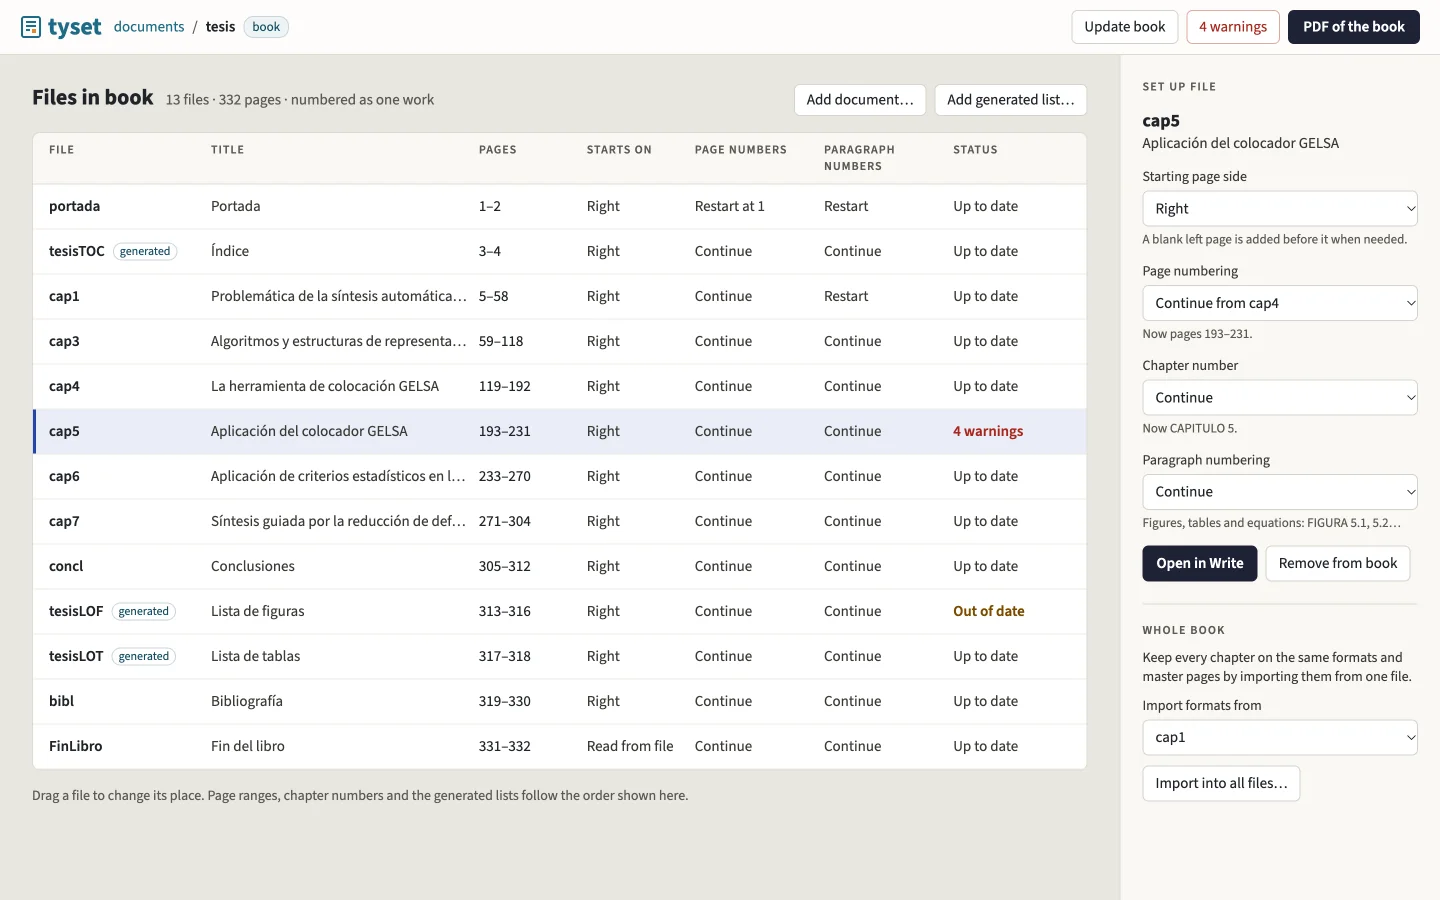 tyset documents / tesis book Update book 4 warnings PDF of the book
Files in book 13 files · 332 pages · numbered as one work Add document… Add generated list…
FILE TITLE PAGES STARTS ON PAGE NUMBERS PARAGRAPH NUMBERS STATUS
portada Portada 1–2 Right Restart at 1 Restart Up to date
tesisTOC generated Índice 3–4 Right Continue Continue Up to date
cap1 Problemática de la síntesis automática… 5–58 Right Continue Restart Up to date
cap3 Algoritmos y estructuras de representa… 59–118 Right Continue Continue Up to date
cap4 La herramienta de colocación GELSA 119–192 Right Continue Continue Up to date
cap5 Aplicación del colocador GELSA 193–231 Right Continue Continue 4 warnings
cap6 Aplicación de criterios estadísticos en l… 233–270 Right Continue Continue Up to date
cap7 Síntesis guiada por la reducción de def… 271–304 Right Continue Continue Up to date
concl Conclusiones 305–312 Right Continue Continue Up to date
tesisLOF generated Lista de figuras 313–316 Right Continue Continue Out of date
tesisLOT generated Lista de tablas 317–318 Right Continue Continue Up to date
bibl Bibliografía 319–330 Right Continue Continue Up to date
FinLibro Fin del libro 331–332 Read from file Continue Continue Up to date
Drag a file to change its place. Page ranges, chapter numbers and the generated lists follow the order shown here.
SET UP FILE
cap5
Aplicación del colocador GELSA
Starting page side
Right
A blank left page is added before it when needed.
Page numbering
Continue from cap4
Now pages 193–231.
Chapter number
Continue
Now CAPITULO 5.
Paragraph numbering
Continue
Figures, tables and equations: FIGURA 5.1, 5.2…
Open in Write Remove from book
WHOLE BOOK
Keep every chapter on the same formats and
master pages by importing them from one file.
Import formats from
cap1
Import into all files…